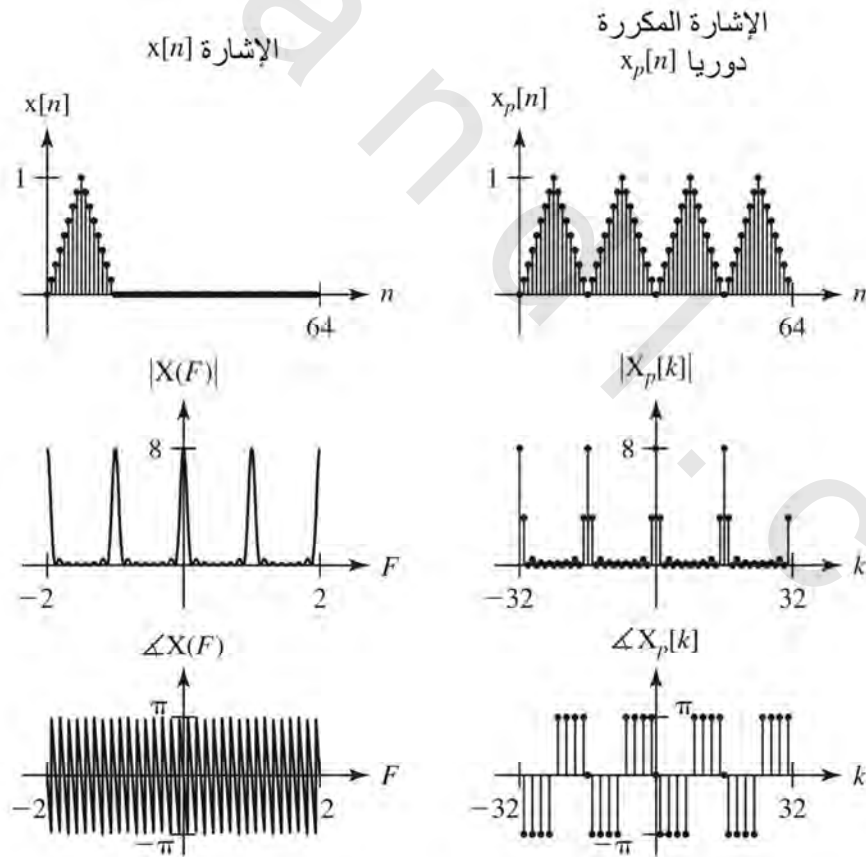 الإشارة المكررة
الإشارة x[n]
دوريا xₚ[n]
x[n]
xₚ[n]
1
1
n
n
64
64
|X(F)|
|Xₚ[k]|
8
8
F
k
−2
2
−32
32
∡X(F)
∡Xₚ[k]
π
π
F
k
−2
2
−32
32
−π
−π